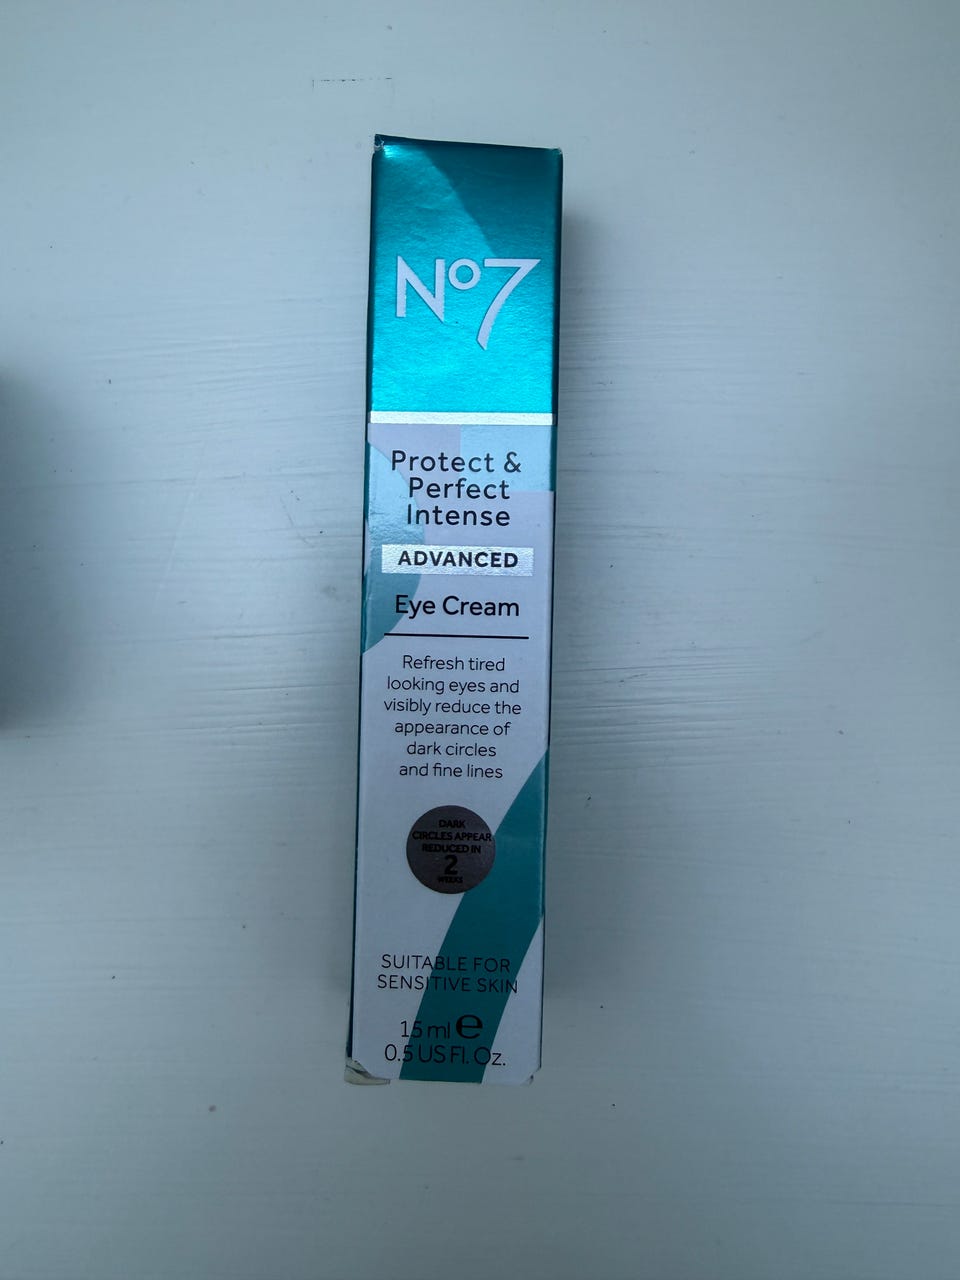 Nº7
Protect &
Perfect
Intense
ADVANCED
Eye Cream
Refresh tired
looking eyes and
visibly reduce the
appearance of
dark circles
and fine lines
DARK
CIRCLES APPEAR
REDUCED IN
2
WEEKS
SUITABLE FOR
SENSITIVE SKIN
15 ml ℮
0.5 US Fl. Oz.